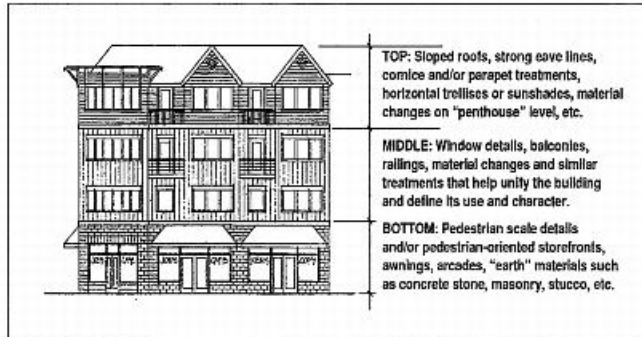 TOP: Sloped roofs, strong eave lines,
cornice and/or parapet treatments,
horizontal trellises or sunshades, material
changes on "penthouse" level, etc.
MIDDLE: Window details, balconies,
railings, material changes and similar
treatments that help unify the building
and define its use and character.
BOTTOM: Pedestrian scale details
and/or pedestrian-oriented storefronts,
awnings, arcades, "earth" materials such
as concrete stone, masonry, stucco, etc.